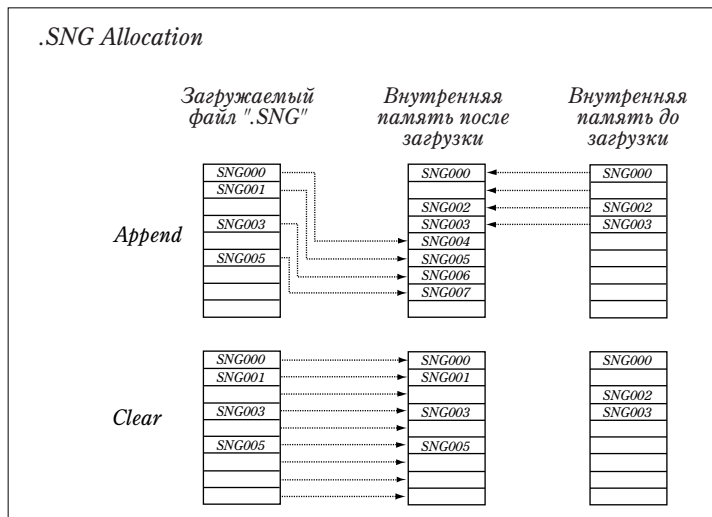 .SNG Allocation
Загружаемый
файл ".SNG"
Внутренняя
память после
загрузки
Внутренняя
память до
загрузки
Append
SNG000
SNG001
SNG003
SNG005
SNG000
SNG002
SNG003
SNG004
SNG005
SNG006
SNG007
SNG000
SNG002
SNG003
Clear
SNG000
SNG001
SNG003
SNG005
SNG000
SNG001
SNG003
SNG005
SNG000
SNG002
SNG003